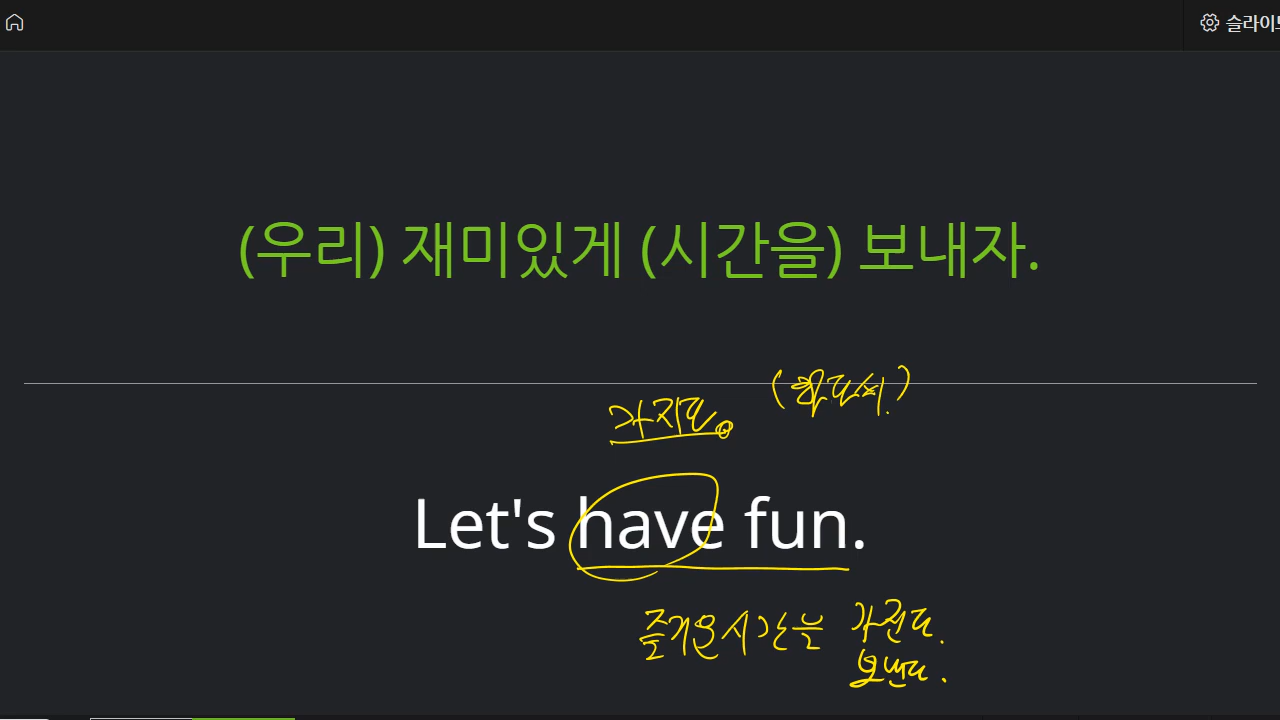 슬라이드
(우리) 재미있게 (시간을) 보내자.
가지다.
Let's have fun.
즐거운 시간을 가진다.
보낸다.